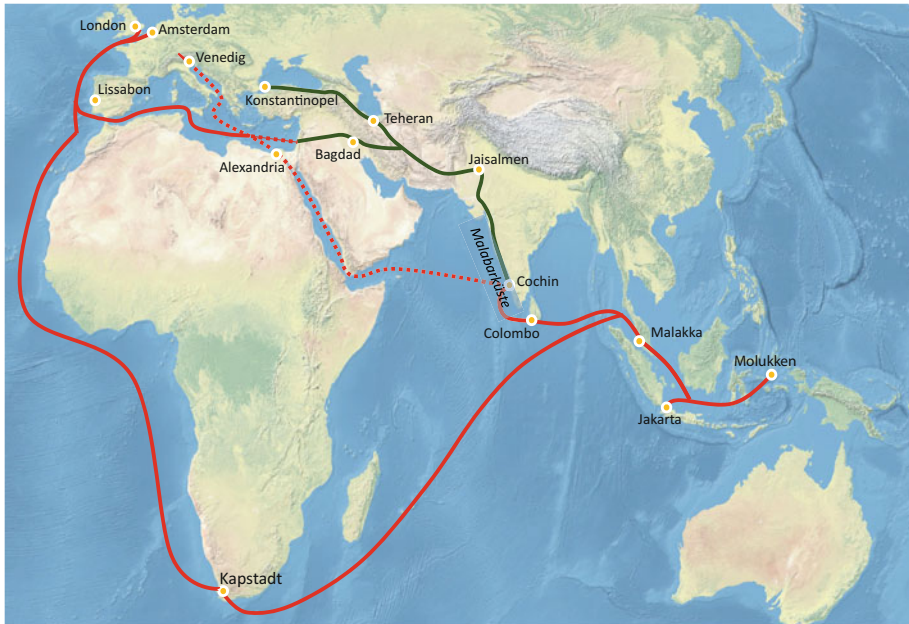 London
Amsterdam
Venedig
Lissabon
Konstantinopel
Teheran
Bagdad
Alexandria
Jaisalmen
Malabarküste
Cochin
Colombo
Malakka
Molukken
Jakarta
Kapstadt